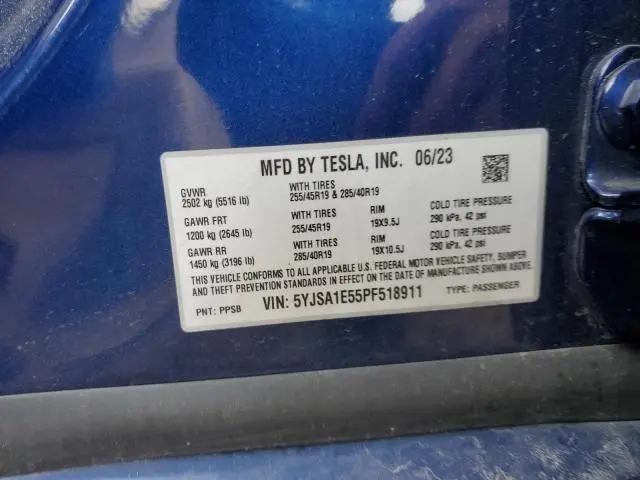 MFD BY TESLA, INC. 06/23
GVWR
2502 kg (5516 lb)
WITH TIRES
255/45R19 & 285/40R19
GAWR FRT
1200 kg (2645 lb)
WITH TIRES
255/45R19
RIM
19X9.5J
COLD TIRE PRESSURE
290 kPa, 42 psi
GAWR RR
1450 kg (3196 lb)
WITH TIRES
285/40R19
RIM
19X10.5J
COLD TIRE PRESSURE
290 kPa, 42 psi
THIS VEHICLE CONFORMS TO ALL APPLICABLE U.S. FEDERAL MOTOR VEHICLE SAFETY, BUMPER
AND THEFT PREVENTION STANDARDS IN EFFECT ON THE DATE OF MANUFACTURE SHOWN ABOVE.
PNT: PPSB
VIN: 5YJSA1E55PF518911
TYPE: PASSENGER